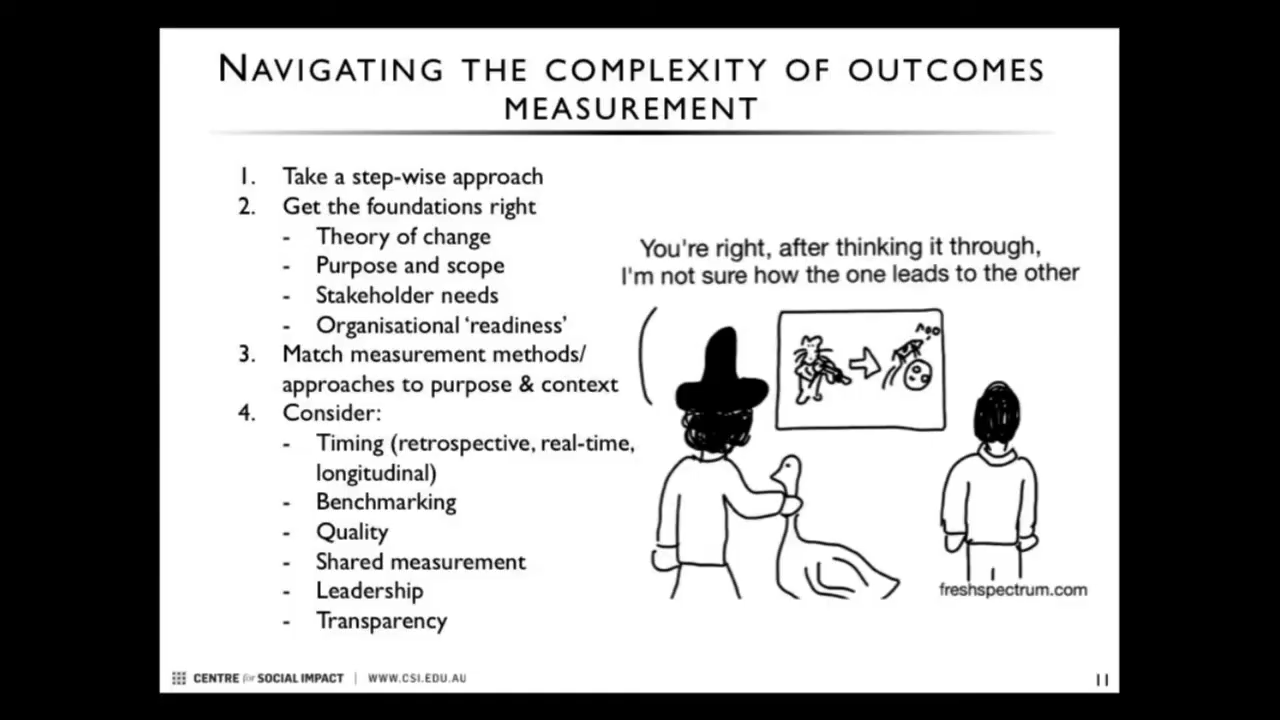 NAVIGATING THE COMPLEXITY OF OUTCOMES
MEASUREMENT
1. Take a step-wise approach
2. Get the foundations right
- Theory of change
- Purpose and scope
- Stakeholder needs
- Organisational ‘readiness’
3. Match measurement methods/
approaches to purpose & context
4. Consider:
- Timing (retrospective, real-time,
longitudinal)
- Benchmarking
- Quality
- Shared measurement
- Leadership
- Transparency
You're right, after thinking it through,
I'm not sure how the one leads to the other
freshspectrum.com
CENTRE for SOCIAL IMPACT | WWW.CSI.EDU.AU
11